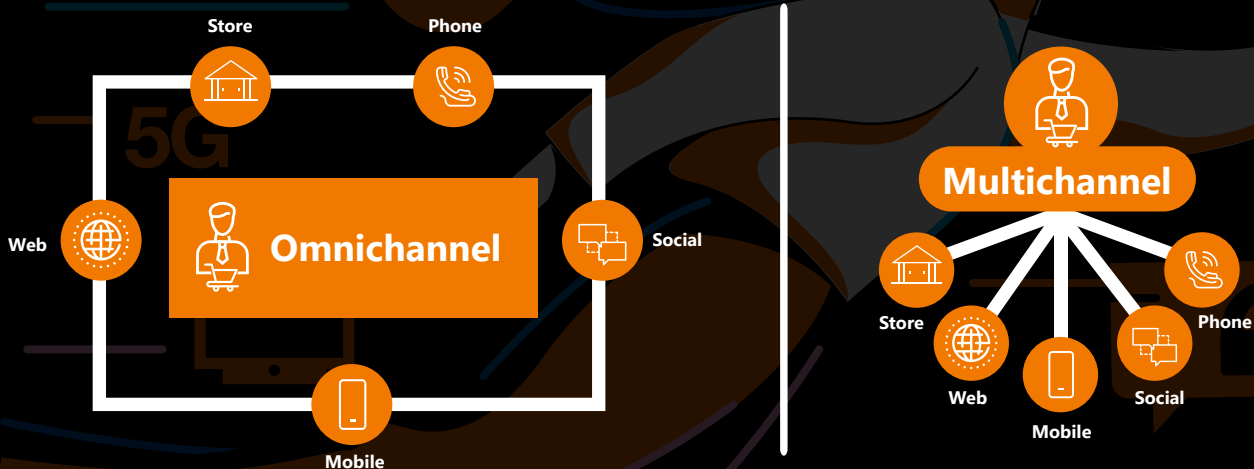 Store
Phone
5G
Web
Omnichannel
Social
Mobile
Multichannel
Store
Phone
Web
Social
Mobile